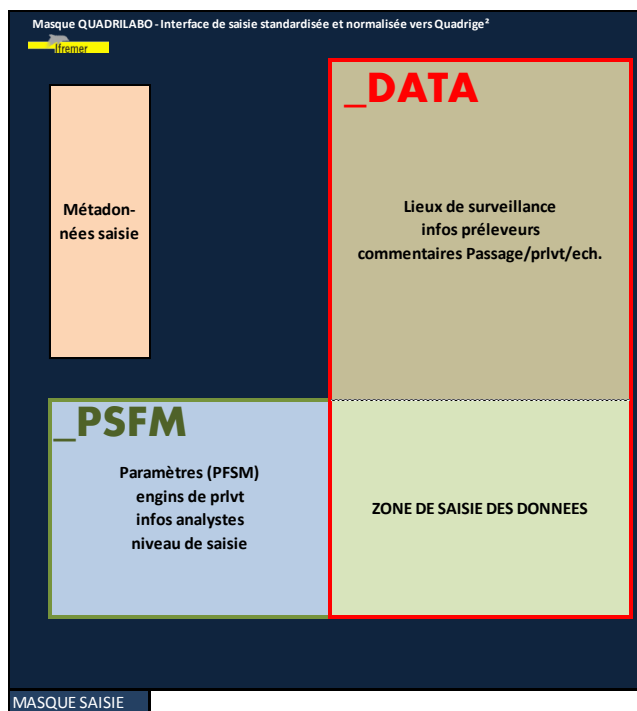 Masque QUADRILABO - Interface de saisie standardisée et normalisée vers Quadrige²
Ifremer
_DATA
Métadon-
nées saisie
Lieux de surveillance
infos préleveurs
commentaires Passage/prlvt/ech.
_PSFM
Paramètres (PFSM)
engins de prlvt
infos analystes
niveau de saisie
ZONE DE SAISIE DES DONNEES
MASQUE SAISIE